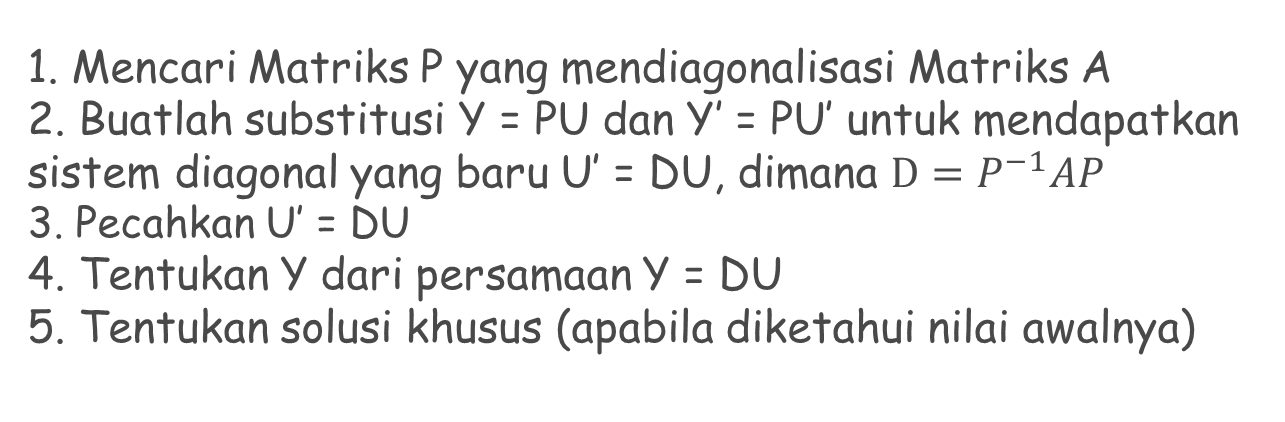 1. Mencari Matriks P yang mendiagonalisasi Matriks A
2. Buatlah substitusi Y = PU dan Y' = PU' untuk mendapatkan
sistem diagonal yang baru U' = DU, dimana D = P⁻¹AP
3. Pecahkan U' = DU
4. Tentukan Y dari persamaan Y = DU
5. Tentukan solusi khusus (apabila diketahui nilai awalnya)